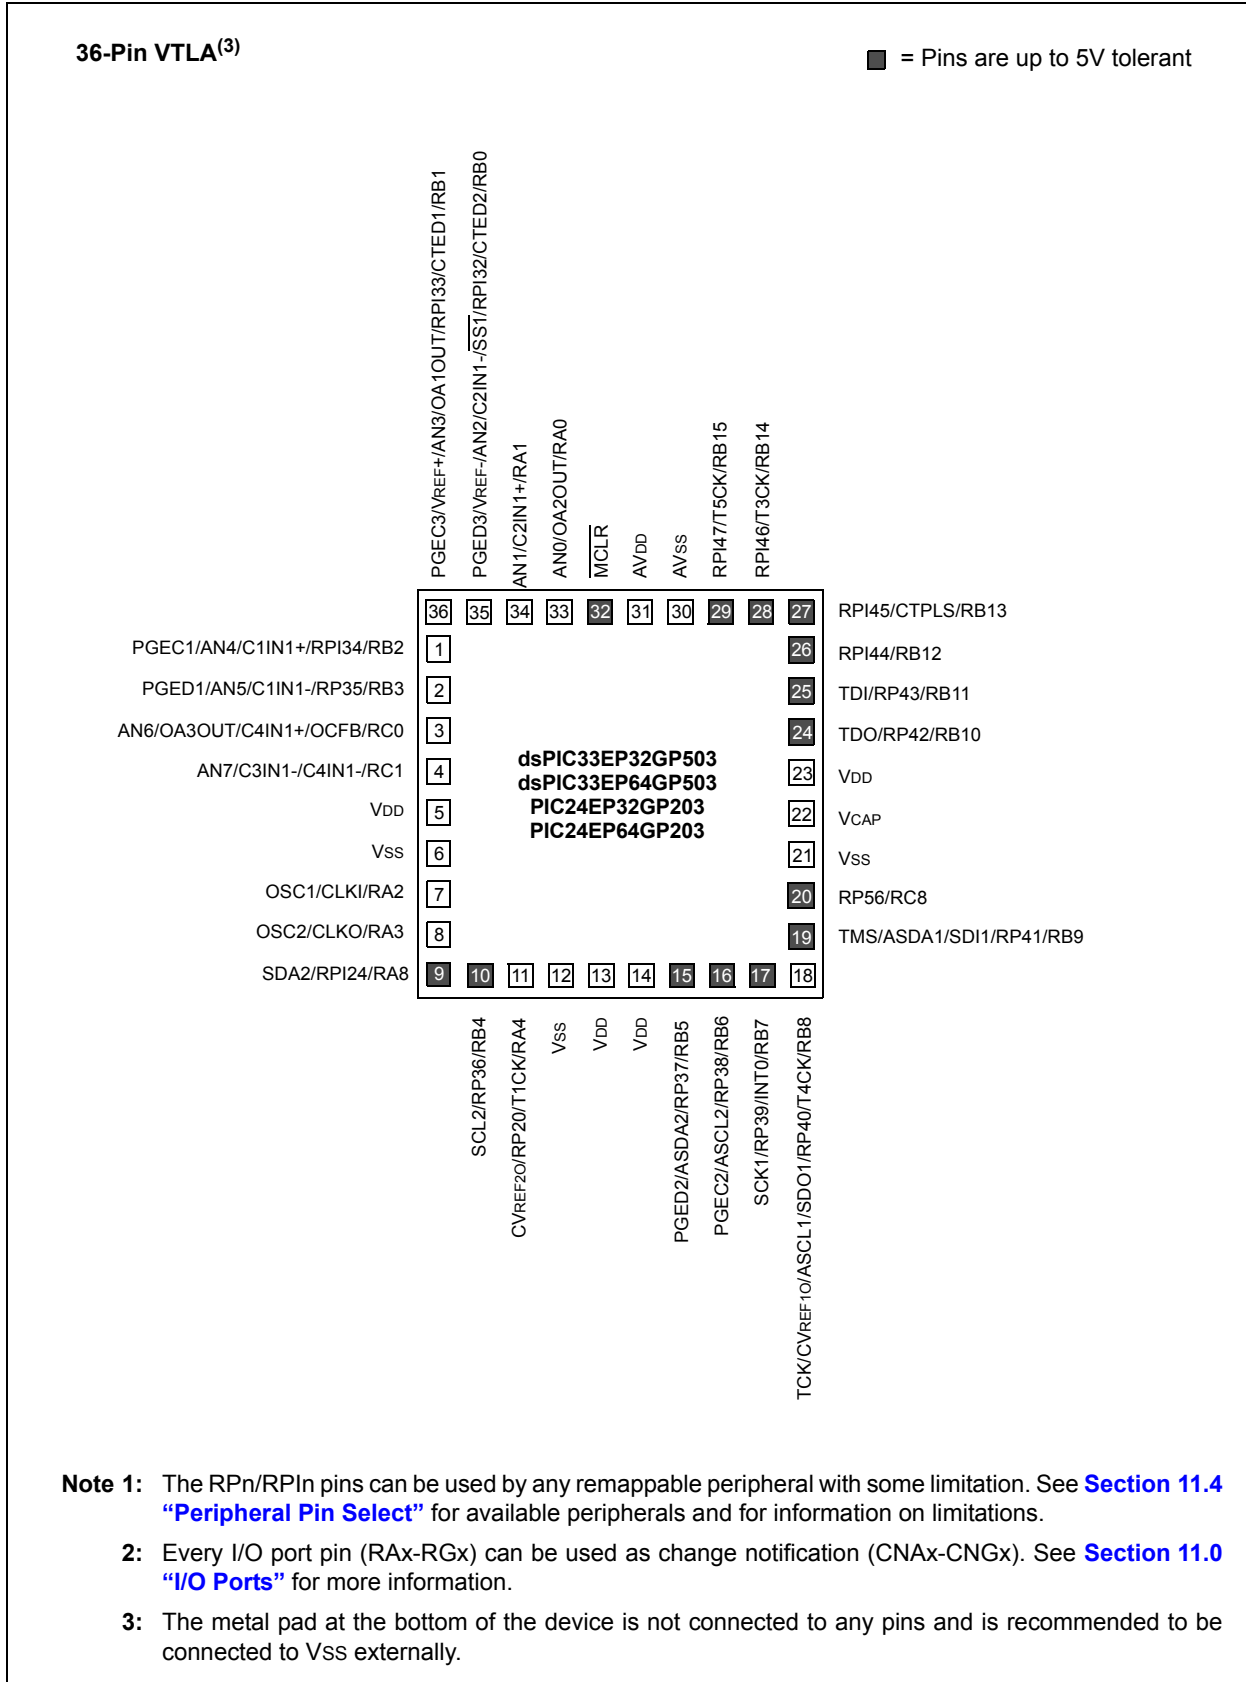 36-Pin VTLA(3)
= Pins are up to 5V tolerant
PGEC3/VREF+/AN3/OA1OUT/RPI33/CTED1/RB1
PGED3/VREF-/AN2/C2IN1-/SS1/RPI32/CTED2/RB0
AN1/C2IN1+/RA1
AN0/OA2OUT/RA0
MCLR
AVDD
AVSS
RPI47/T5CK/RB15
RPI46/T3CK/RB14
36 35 34 33 32 31 30 29 28 27 RPI45/CTPLS/RB13
PGEC1/AN4/C1IN1+/RPI34/RB2 1 26 RPI44/RB12
PGED1/AN5/C1IN1-/RP35/RB3 2 25 TDI/RP43/RB11
AN6/OA3OUT/C4IN1+/OCFB/RC0 3 24 TDO/RP42/RB10
AN7/C3IN1-/C4IN1-/RC1 4 23 VDD
VDD 5 22 VCAP
VSS 6 21 VSS
OSC1/CLKI/RA2 7 20 RP56/RC8
OSC2/CLKO/RA3 8 19 TMS/ASDA1/SDI1/RP41/RB9
dsPIC33EP32GP503
dsPIC33EP64GP503
PIC24EP32GP203
PIC24EP64GP203
SDA2/RPI24/RA8 9 10 11 12 13 14 15 16 17 18
SCL2/RP36/RB4
CVREF2O/RP20/T1CK/RA4
VSS
VDD
VDD
PGED2/ASDA2/RP37/RB5
PGEC2/ASCL2/RP38/RB6
SCK1/RP39/INT0/RB7
TCK/CVREF1O/ASCL1/SDO1/RP40/T4CK/RB8
Note 1: The RPn/RPIn pins can be used by any remappable peripheral with some limitation. See Section 11.4
“Peripheral Pin Select” for available peripherals and for information on limitations.
2: Every I/O port pin (RAx-RGx) can be used as change notification (CNAx-CNGx). See Section 11.0
“I/O Ports” for more information.
3: The metal pad at the bottom of the device is not connected to any pins and is recommended to be
connected to VSS externally.